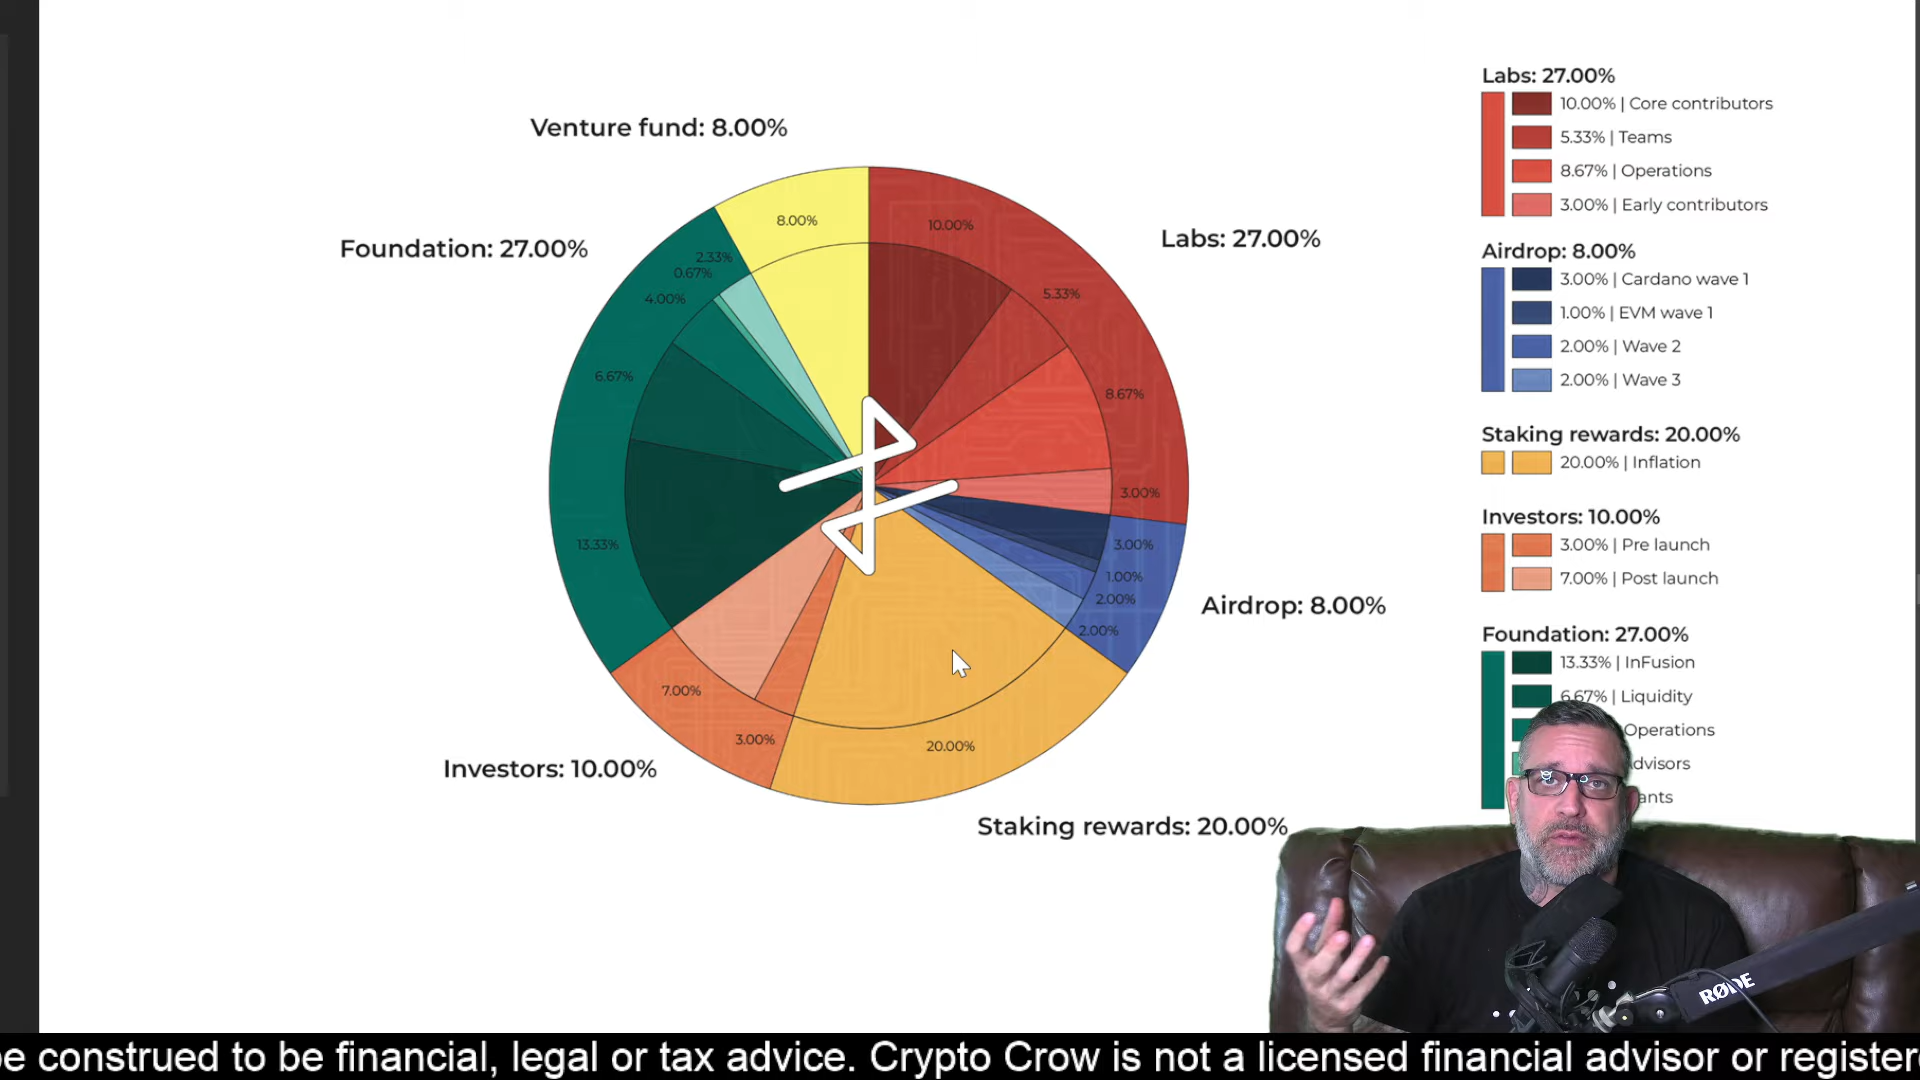 Venture fund: 8.00%
Foundation: 27.00%
Labs: 27.00%
Airdrop: 8.00%
Investors: 10.00%
Staking rewards: 20.00%
8.00%
10.00%
5.33%
8.67%
3.00%
3.00%
1.00%
2.00%
2.00%
20.00%
3.00%
7.00%
13.33%
6.67%
4.00%
0.67%
2.33%
Labs: 27.00%
10.00% | Core contributors
5.33% | Teams
8.67% | Operations
3.00% | Early contributors
Airdrop: 8.00%
3.00% | Cardano wave 1
1.00% | EVM wave 1
2.00% | Wave 2
2.00% | Wave 3
Staking rewards: 20.00%
20.00% | Inflation
Investors: 10.00%
3.00% | Pre launch
7.00% | Post launch
Foundation: 27.00%
13.33% | InFusion
6.67% | Liquidity
Operations
dvisors
ants
RØDE
be construed to be financial, legal or tax advice. Crypto Crow is not a licensed financial advisor or registere